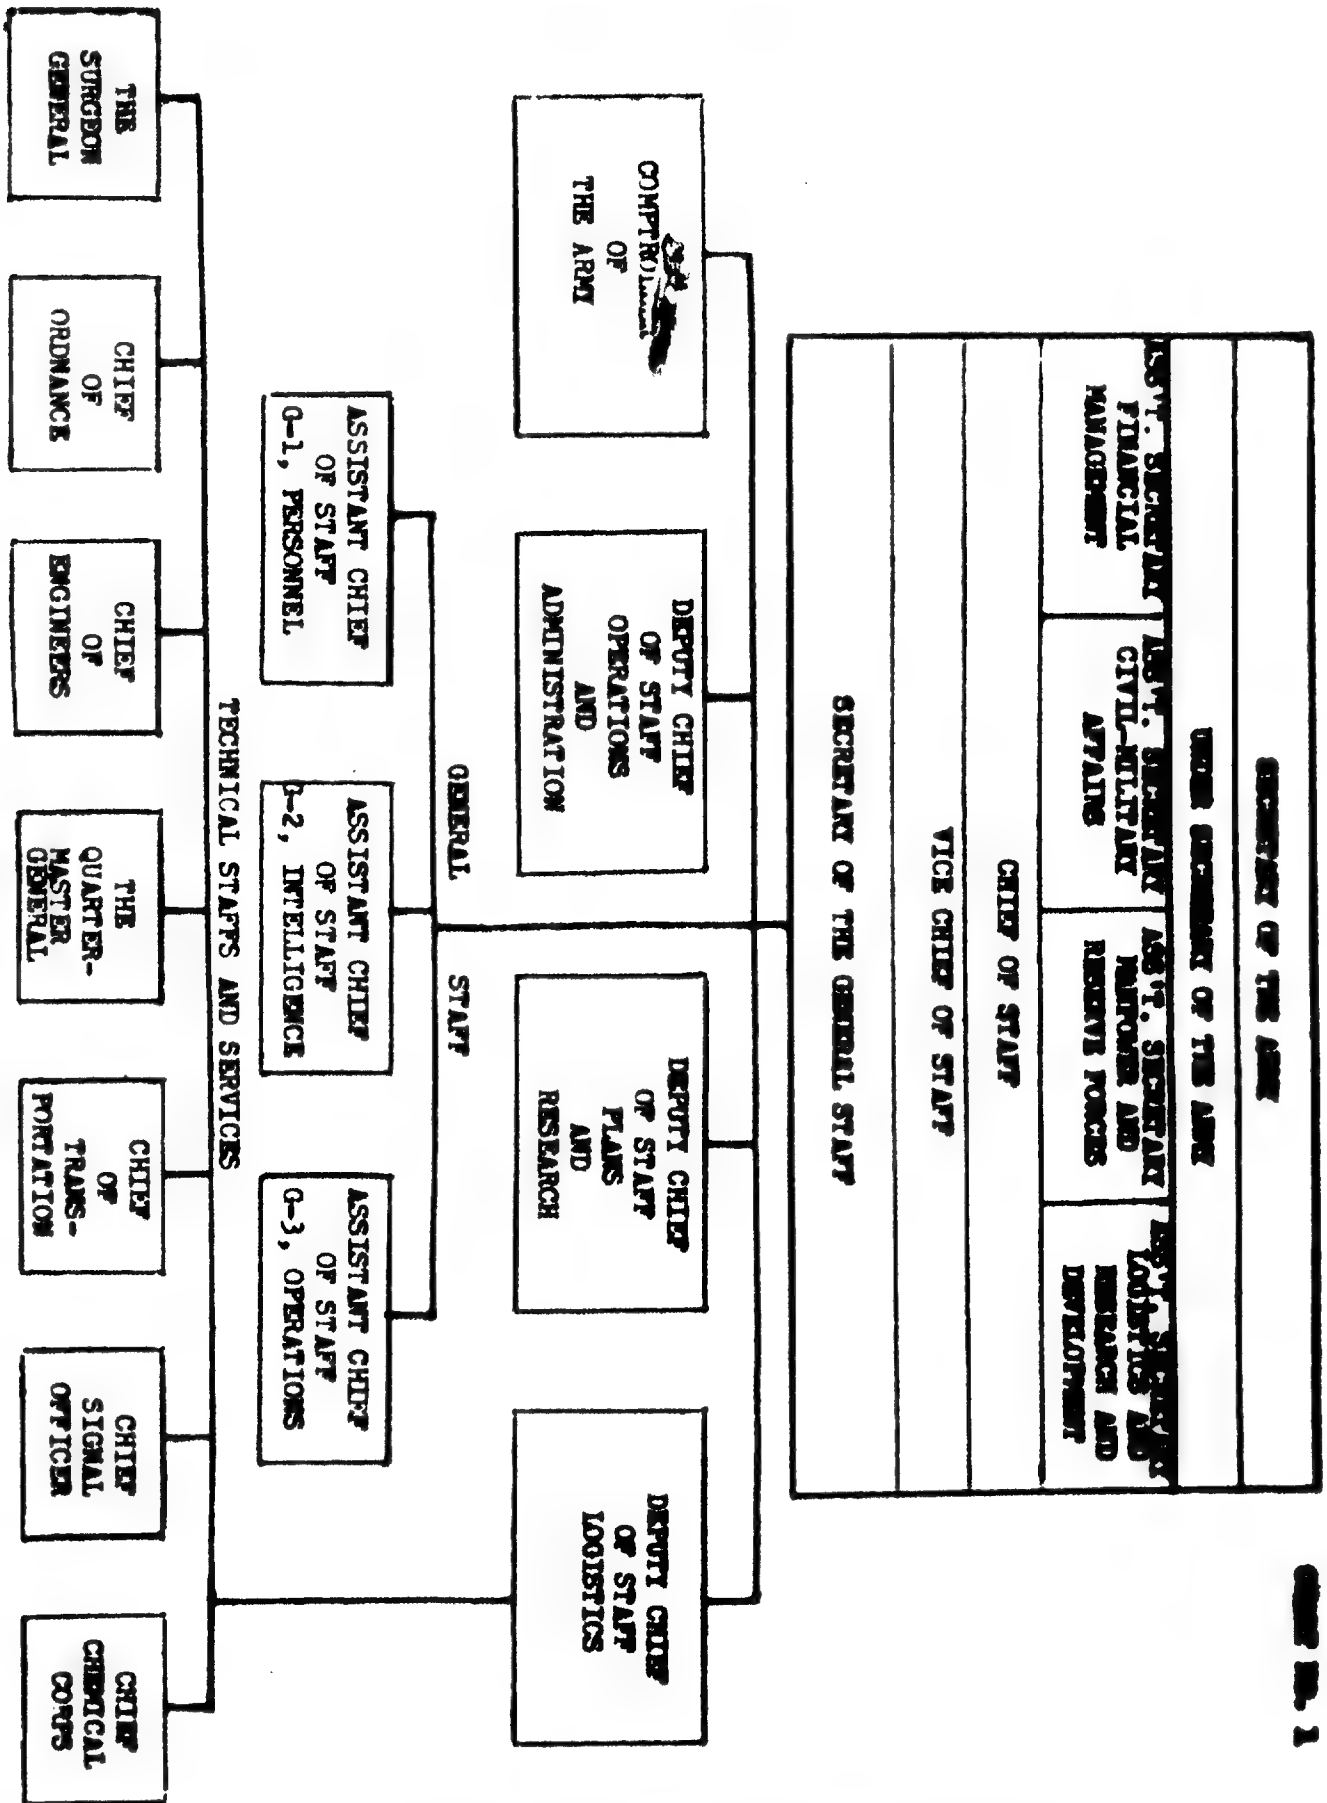 NO. 1
SECRETARY OF THE ARMY
UNDER SECRETARY OF THE ARMY
ASS'T. SECRETARY
FINANCIAL
MANAGEMENT
ASS'T. SECRETARY
CIVIL-MILITARY
AFFAIRS
ASS'T. SECRETARY
MANPOWER AND
RESERVE FORCES
ASS'T. SECRETARY
LOGISTICS AND
RESEARCH AND
DEVELOPMENT
CHIEF OF STAFF
VICE CHIEF OF STAFF
SECRETARY OF THE GENERAL STAFF
COMPTROLLER
OF
THE ARMY
DEPUTY CHIEF
OF STAFF
OPERATIONS
AND
ADMINISTRATION
DEPUTY CHIEF
OF STAFF
PLANS
AND
RESEARCH
DEPUTY CHIEF
OF STAFF
LOGISTICS
GENERAL STAFF
ASSISTANT CHIEF
OF STAFF
G-1, PERSONNEL
ASSISTANT CHIEF
OF STAFF
G-2, INTELLIGENCE
ASSISTANT CHIEF
OF STAFF
G-3, OPERATIONS
TECHNICAL STAFFS AND SERVICES
THE
SURGEON
GENERAL
CHIEF
OF
ORDNANCE
CHIEF
OF
ENGINEERS
THE
QUARTER-
MASTER
GENERAL
CHIEF
OF
TRANS-
PORTATION
CHIEF
SIGNAL
OFFICER
CHIEF
CHEMICAL
CORPS